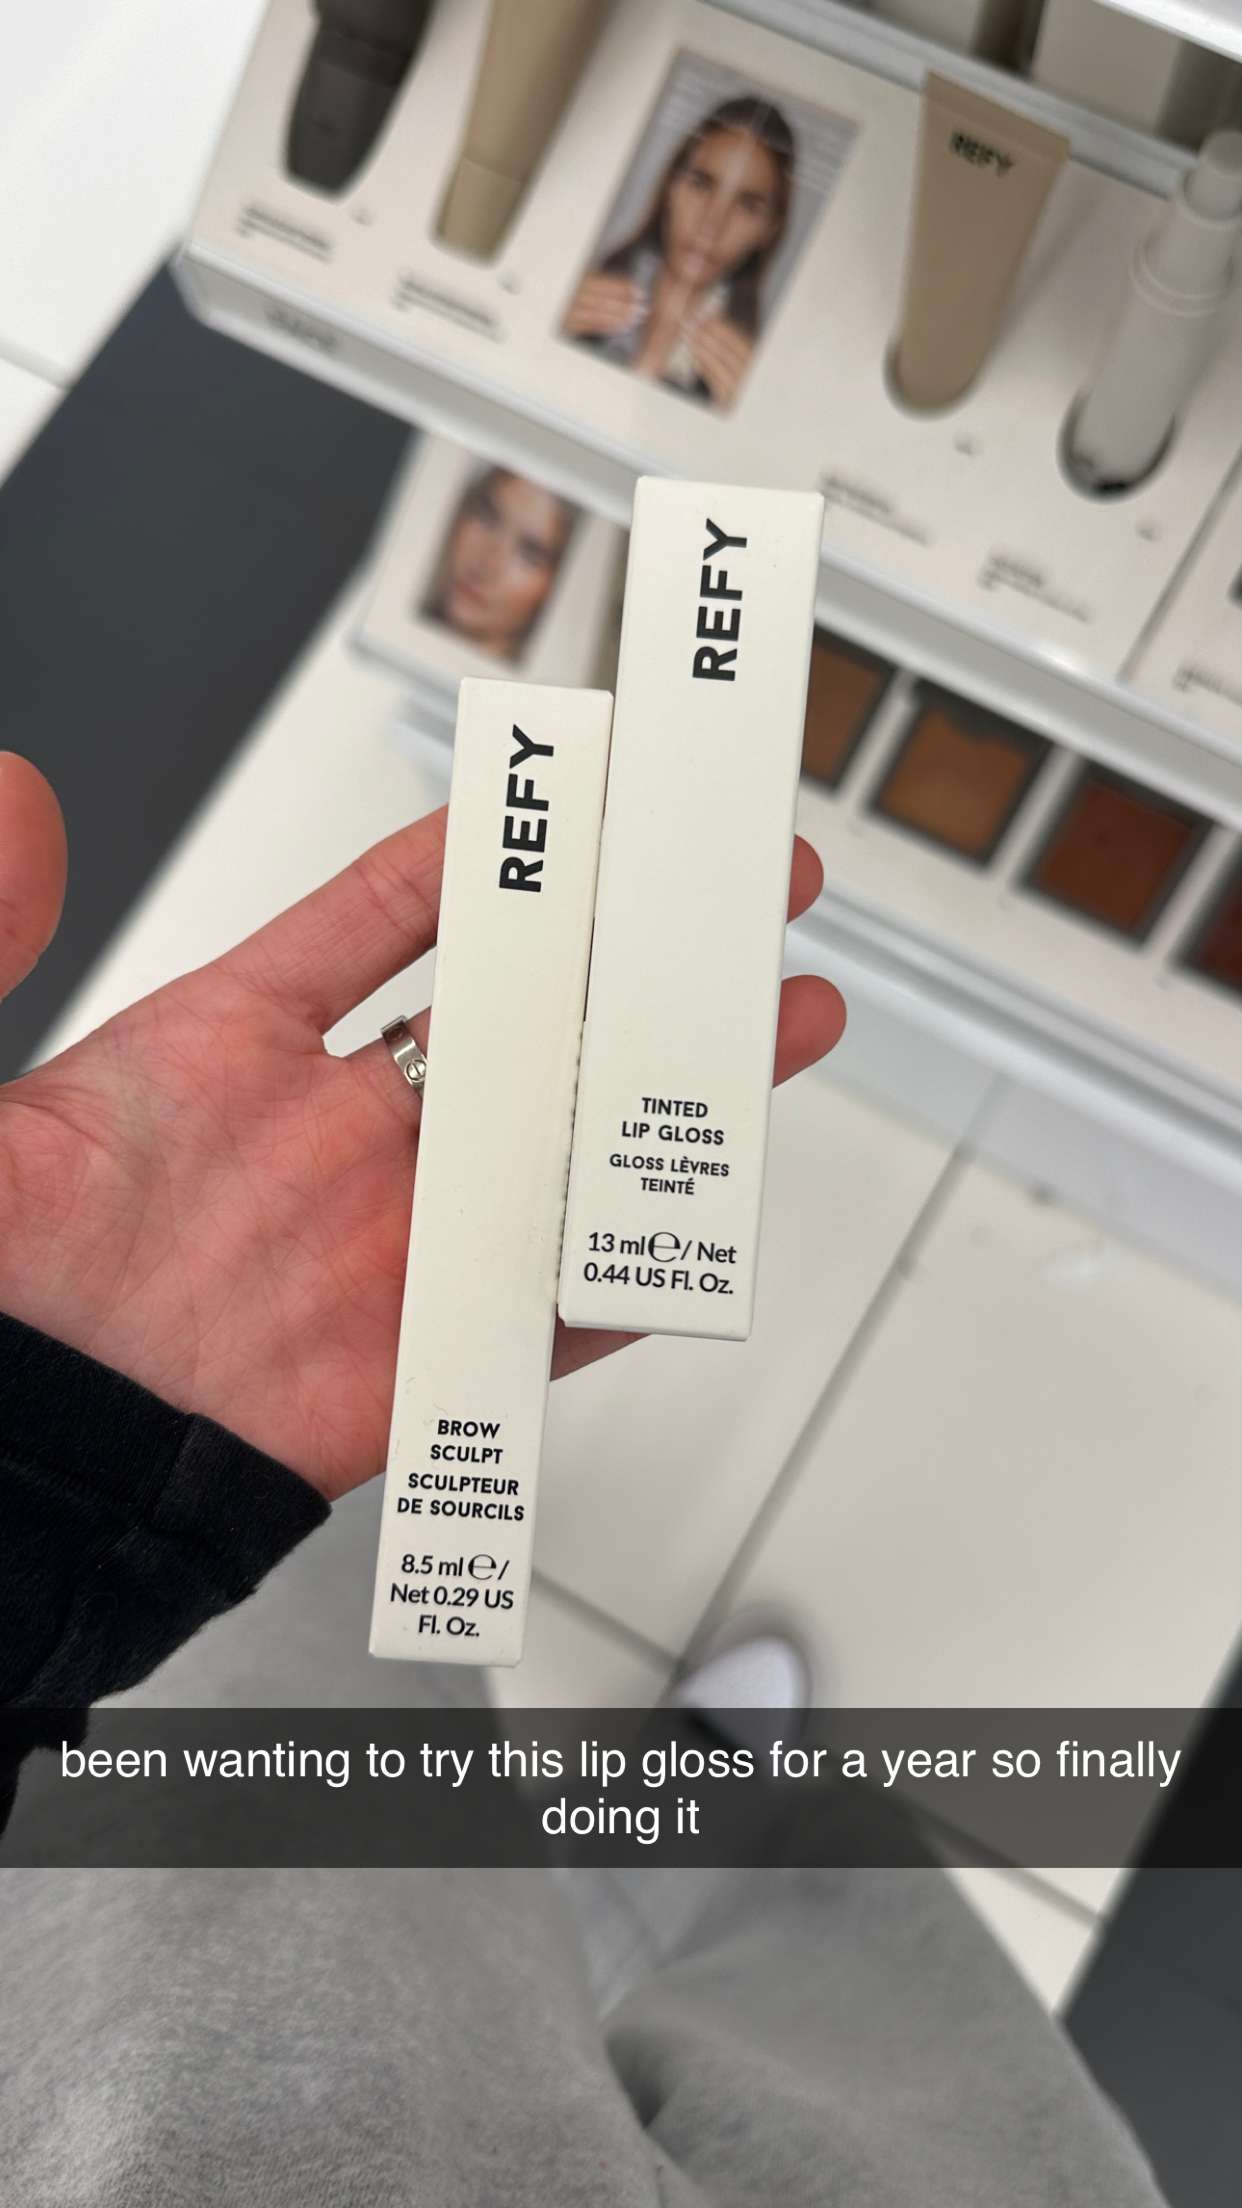 REFY
REFY
TINTED
LIP GLOSS
GLOSS LÈVRES
TEINTÉ
13 ml℮/ Net
0.44 US Fl. Oz.
REFY
BROW
SCULPT
SCULPTEUR
DE SOURCILS
8.5 ml℮/
Net 0.29 US
Fl. Oz.
been wanting to try this lip gloss for a year so finally
doing it